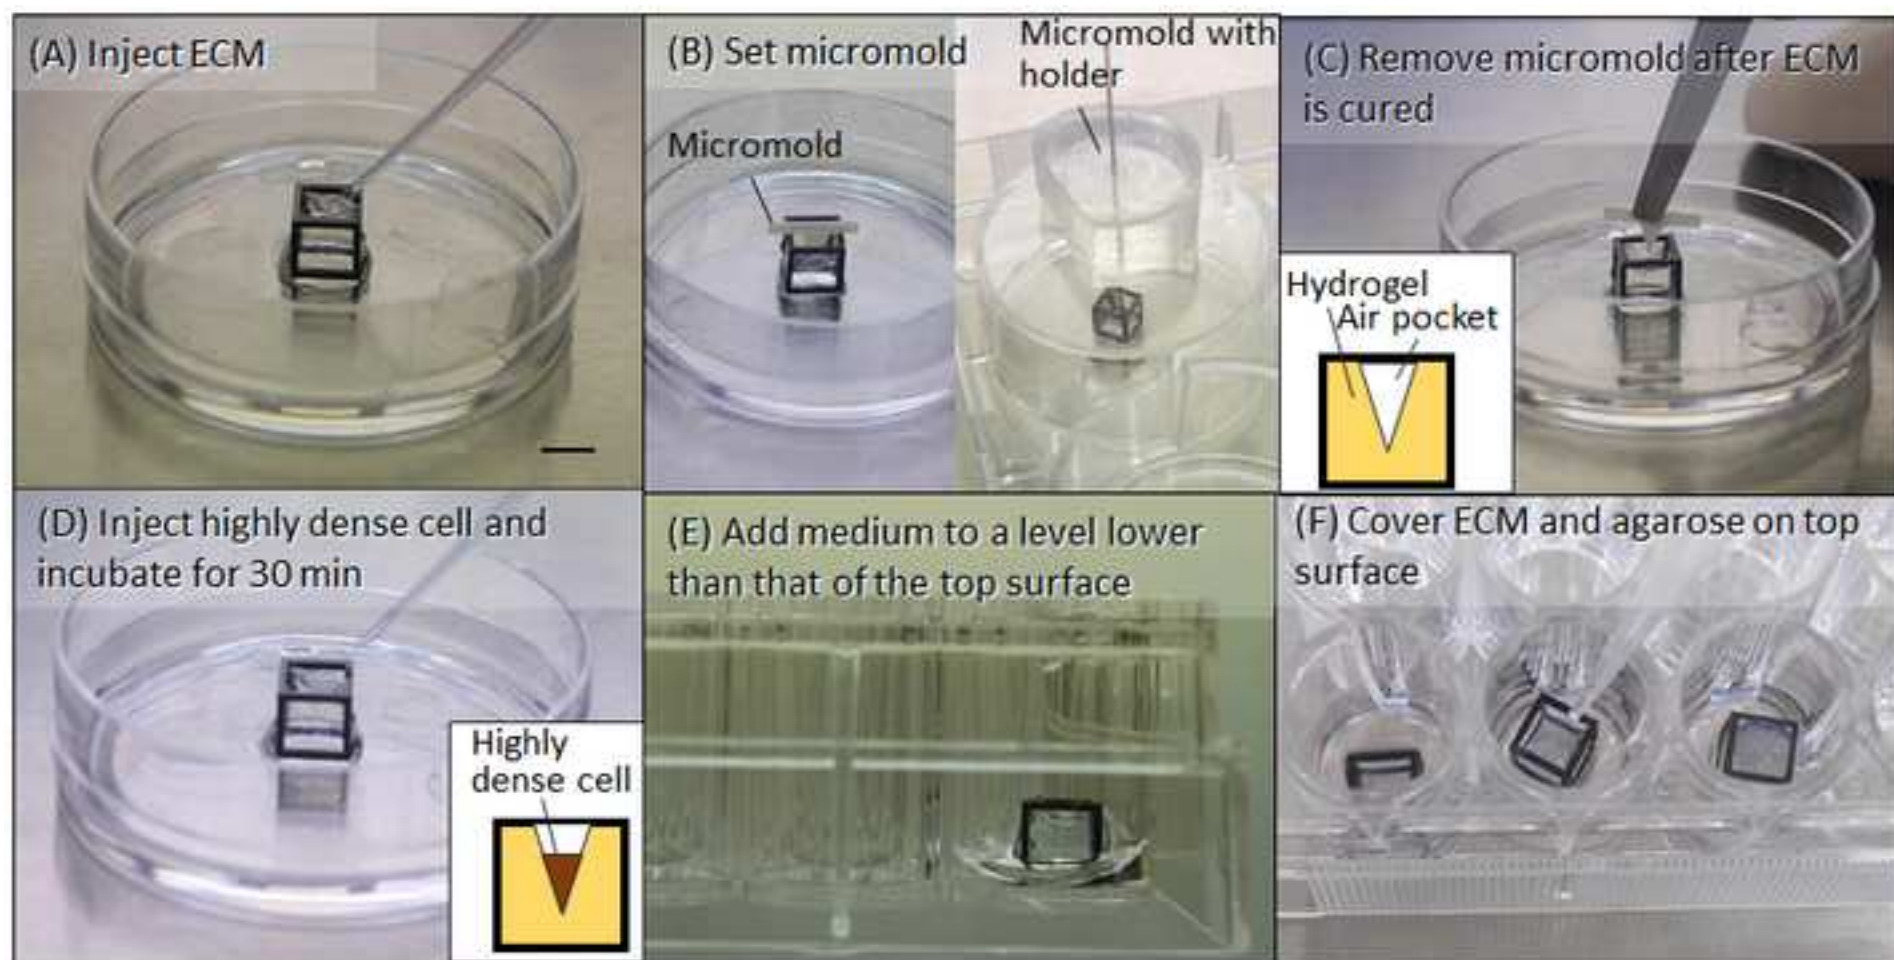 (A) Inject ECM
(B) Set micromold
Micromold
Micromold with
holder
(C) Remove micromold after ECM
is cured
Hydrogel
Air pocket
(D) Inject highly dense cell and
incubate for 30 min
Highly
dense cell
(E) Add medium to a level lower
than that of the top surface
(F) Cover ECM and agarose on top
surface